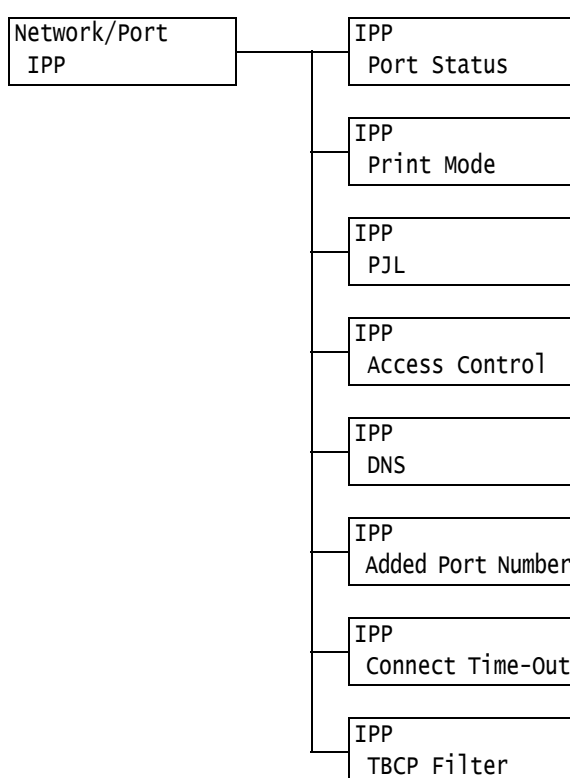 Network/Port
IPP
IPP
Port Status
IPP
Print Mode
IPP
PJL
IPP
Access Control
IPP
DNS
IPP
Added Port Number
IPP
Connect Time-Out
IPP
TBCP Filter